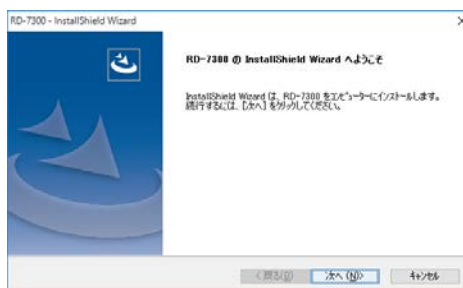 RD-7300 - InstallShield Wizard
RD-7300 の InstallShield Wizard へようこそ
InstallShield Wizard は、RD-7300 をコンピューターにインストールします。
続行するには、[次へ] をクリックしてください。
< 戻る(B)
次へ (N)>
キャンセル